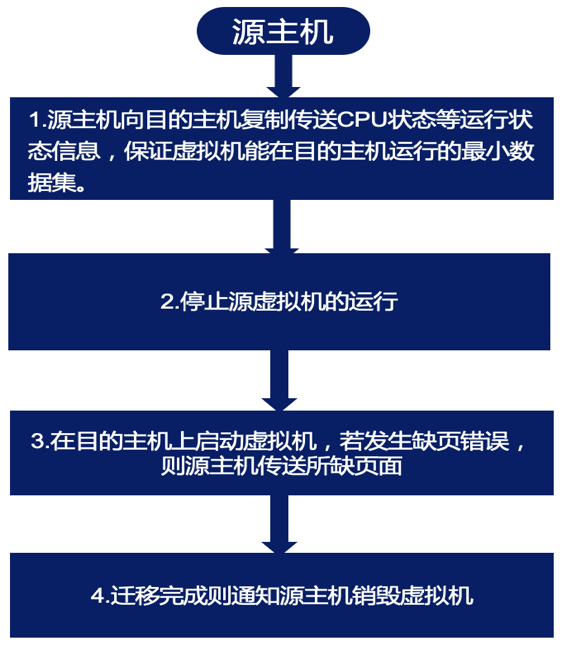 源主机
1.源主机向目的主机复制传送CPU状态等运行状
态信息，保证虚拟机能在目的主机运行的最小数
据集。
2.停止源虚拟机的运行
3.在目的主机上启动虚拟机，若发生缺页错误，
则源主机传送所缺页面
4.迁移完成则通知源主机销毁虚拟机